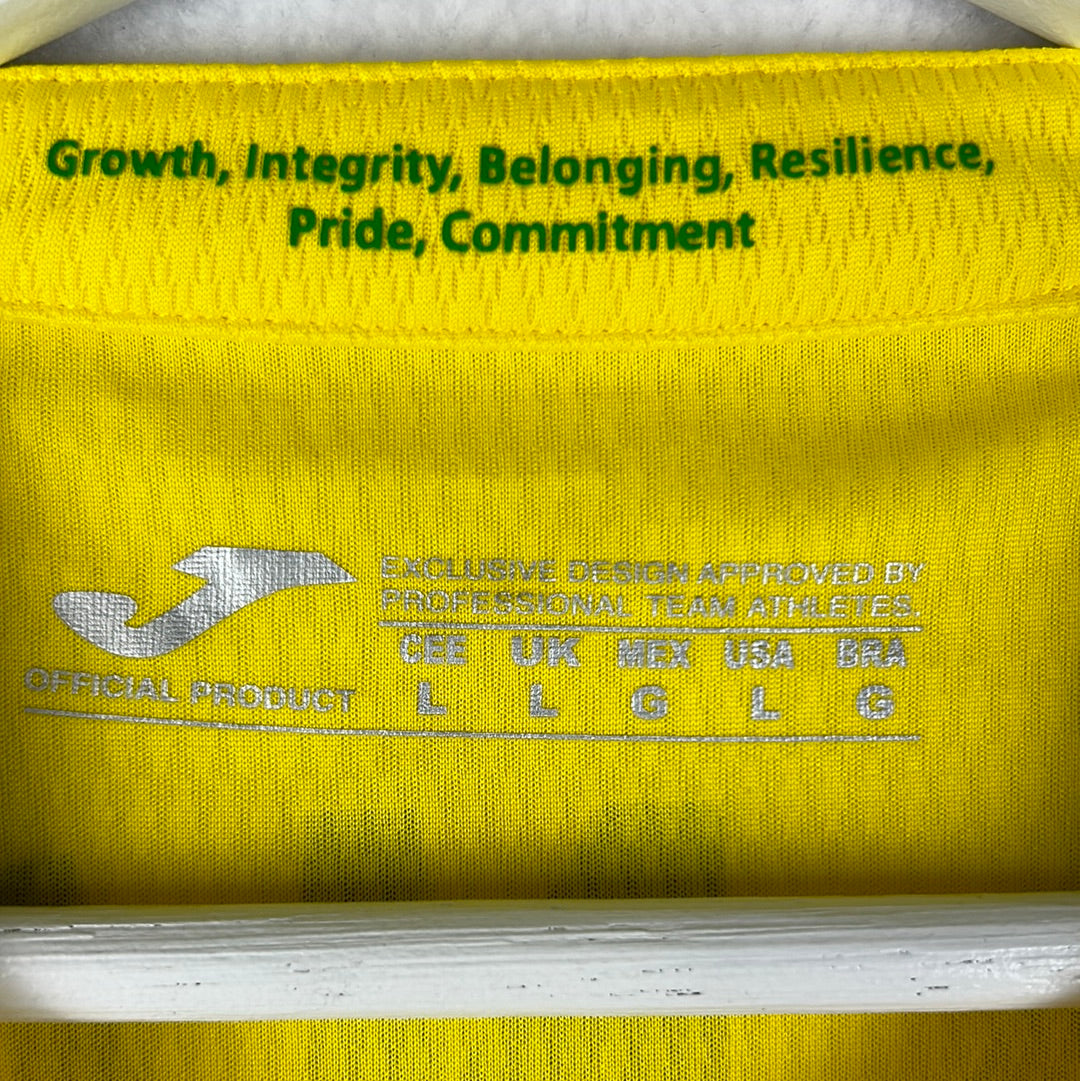 Growth, Integrity, Belonging, Resilience,
Pride, Commitment
EXCLUSIVE DESIGN APPROVED BY
PROFESSIONAL TEAM ATHLETES.
CEE UK MEX USA BRA
OFFICIAL PRODUCT
L L G L G